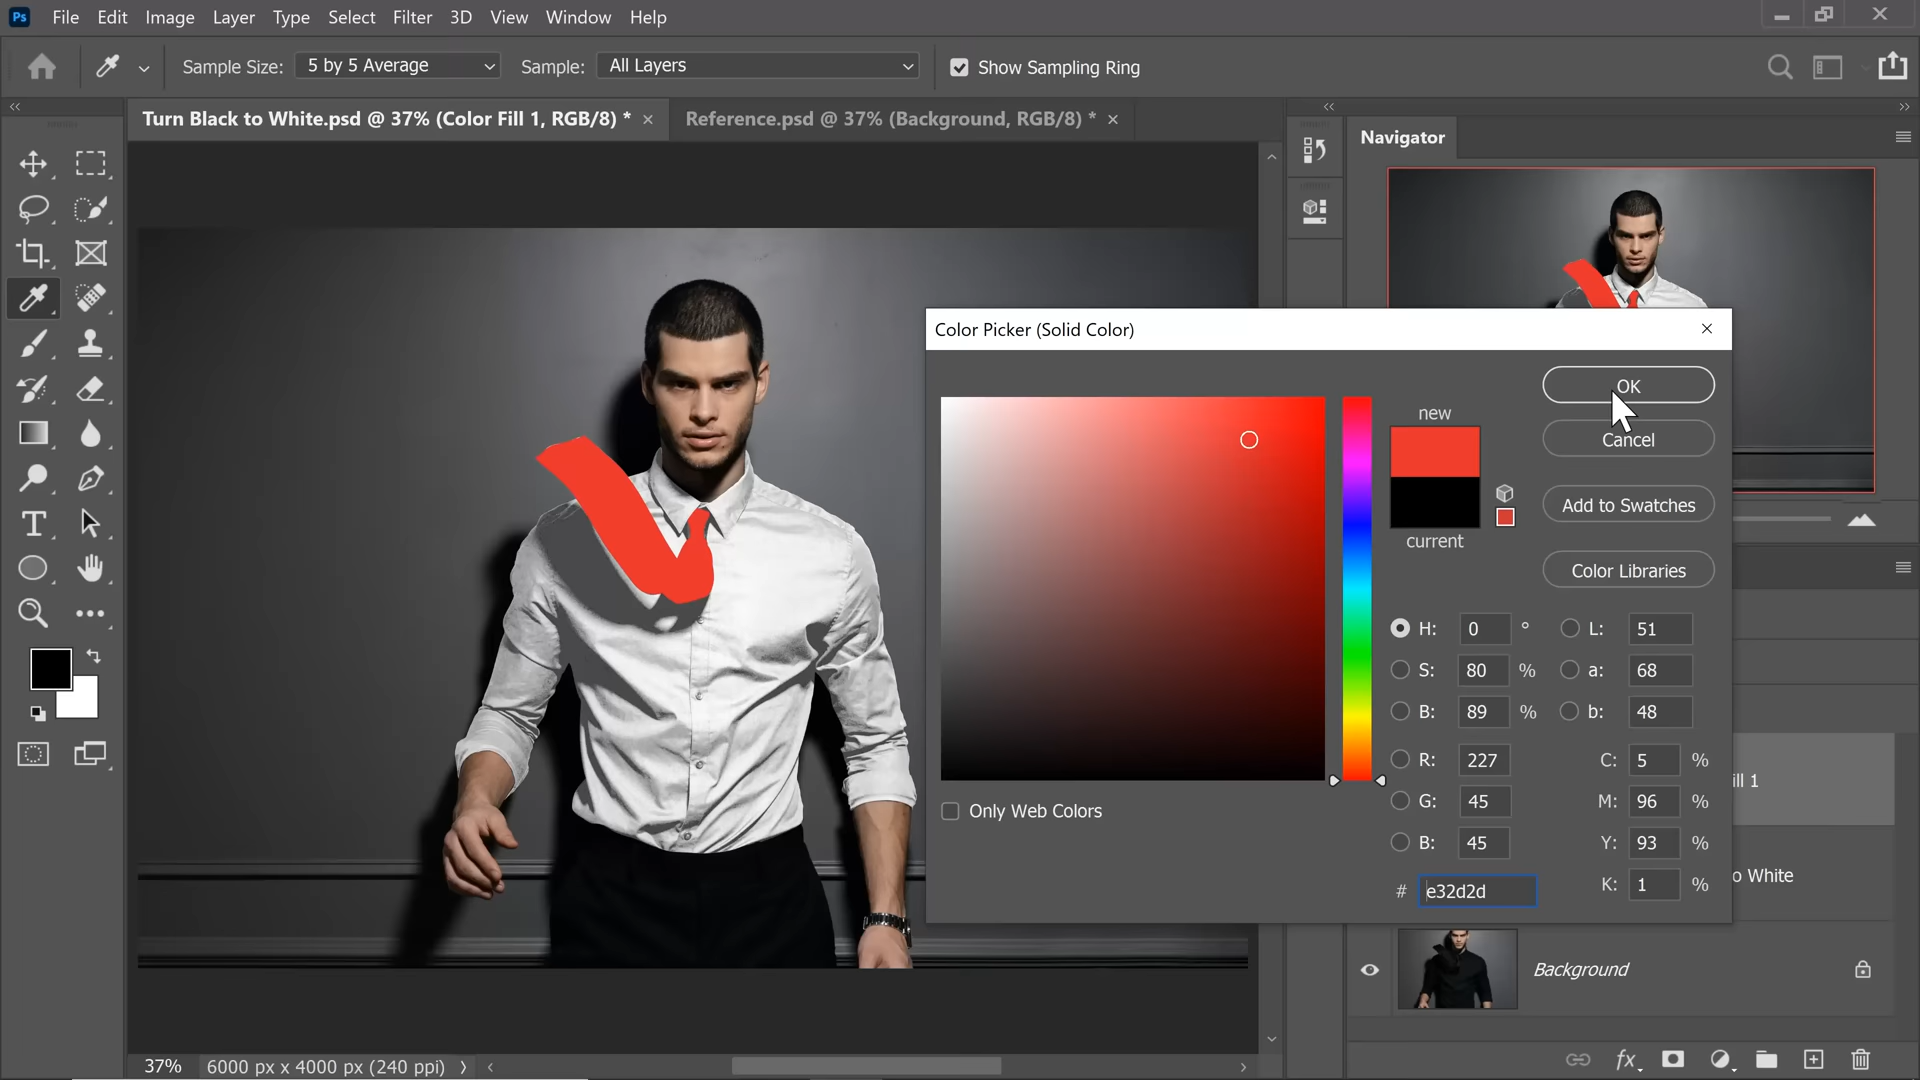 Ps File Edit Image Layer Type Select Filter 3D View Window Help
Sample Size: 5 by 5 Average Sample: All Layers Show Sampling Ring
Turn Black to White.psd @ 37% (Color Fill 1, RGB/8) * Reference.psd @ 37% (Background, RGB/8) *
Navigator
Color Picker (Solid Color)
OK
new
Cancel
Add to Swatches
current
Color Libraries
H: 0 ° L: 51
S: 80 % a: 68
B: 89 % b: 48
R: 227 C: 5 %
ill 1
G: 45 M: 96 %
Only Web Colors
B: 45 Y: 93 %
o White
# e32d2d K: 1 %
Background
37% 6000 px x 4000 px (240 ppi)
fx